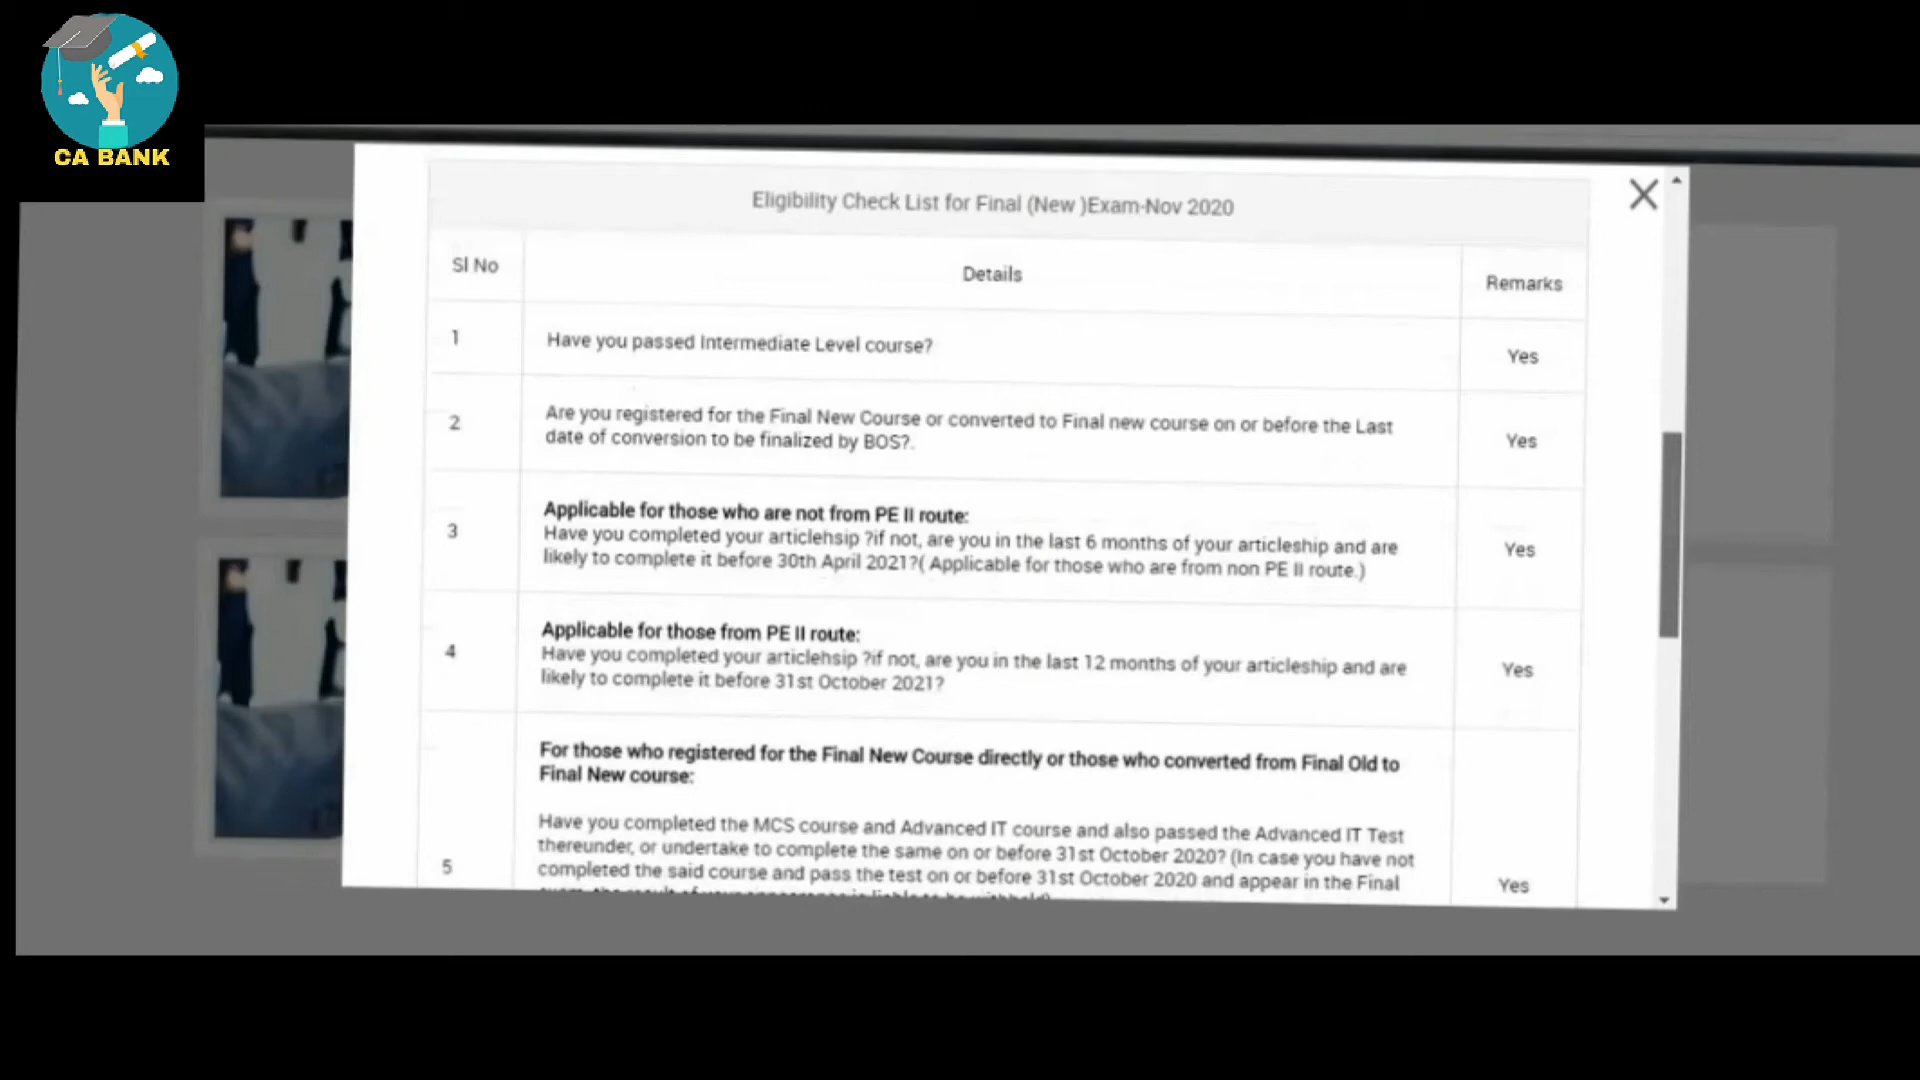 CA BANK
Eligibility Check List for Final (New )Exam-Nov 2020
Sl No
Details
Remarks
1
Have you passed Intermediate Level course?
Yes
2
Are you registered for the Final New Course or converted to Final new course on or before the Last
date of conversion to be finalized by BOS?.
Yes
3
Applicable for those who are not from PE II route:
Have you completed your articlehsip ?if not, are you in the last 6 months of your articleship and are
likely to complete it before 30th April 2021?( Applicable for those who are from non PE II route.)
Yes
4
Applicable for those from PE II route:
Have you completed your articlehsip ?if not, are you in the last 12 months of your articleship and are
likely to complete it before 31st October 2021?
Yes
5
For those who registered for the Final New Course directly or those who converted from Final Old to
Final New course:
Have you completed the MCS course and Advanced IT course and also passed the Advanced IT Test
thereunder, or undertake to complete the same on or before 31st October 2020? (In case you have not
completed the said course and pass the test on or before 31st October 2020 and appear in the Final
Yes